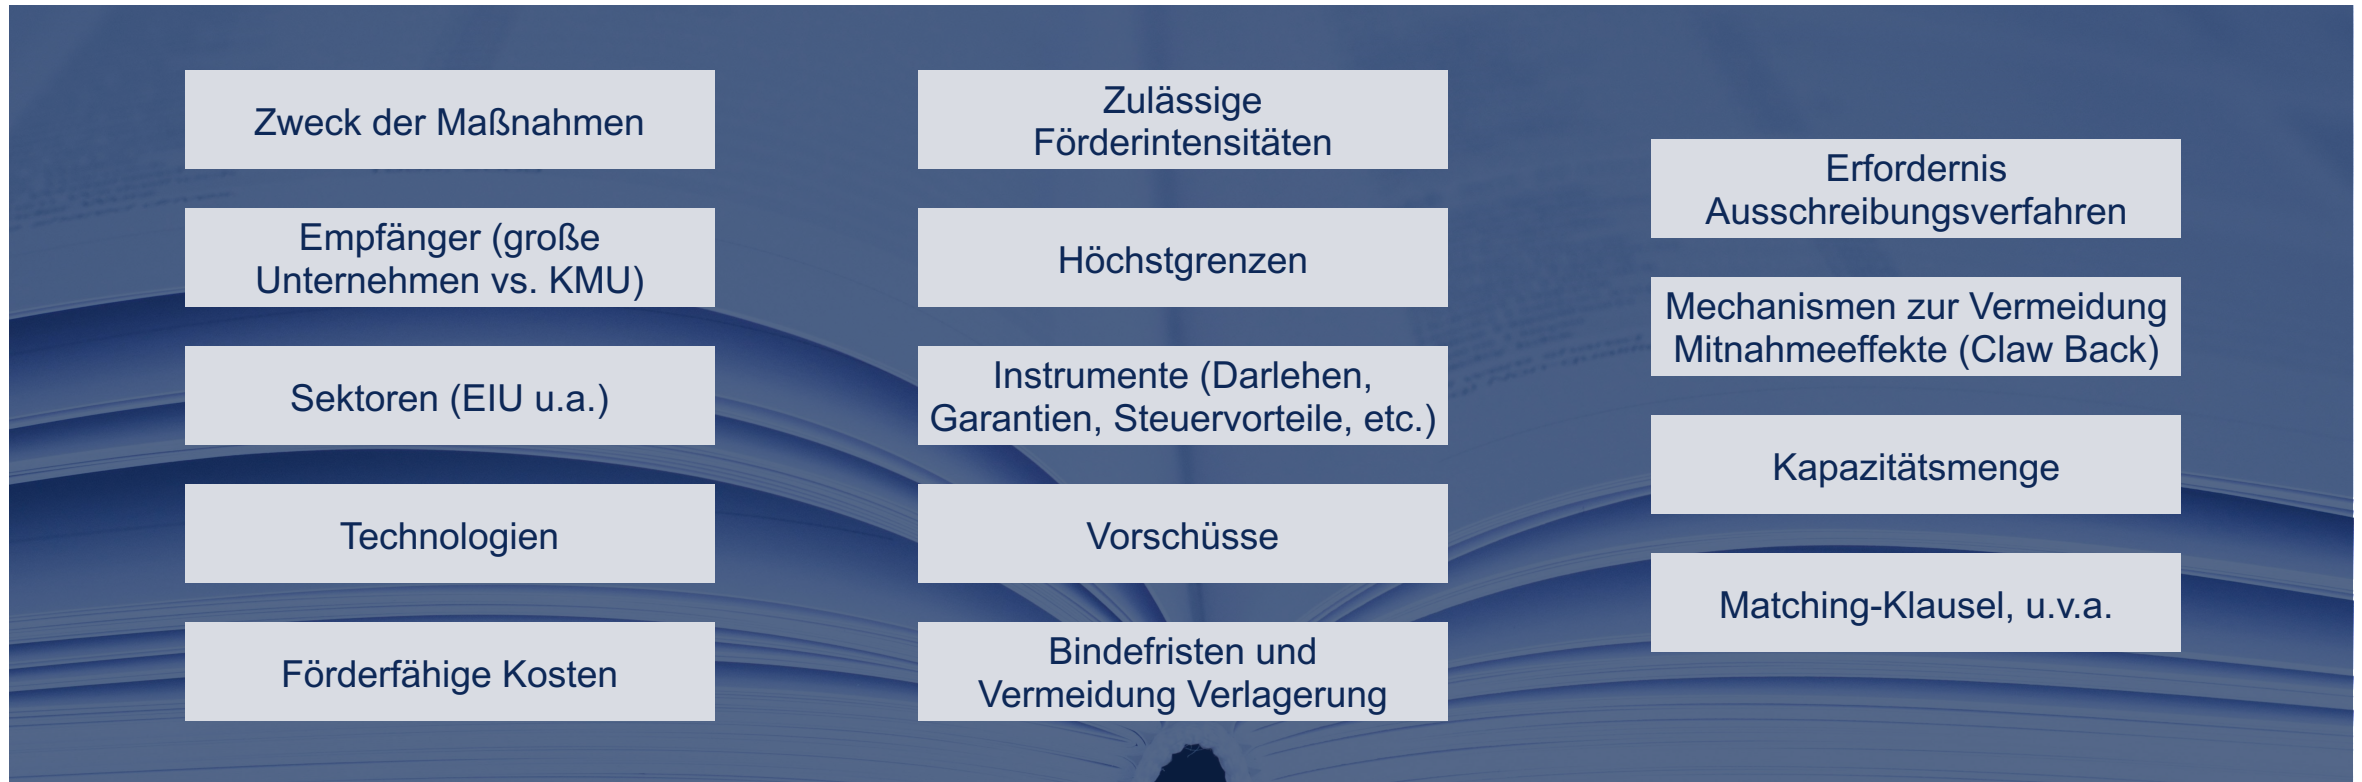 Zweck der Maßnahmen
Empfänger (große
Unternehmen vs. KMU)
Sektoren (EIU u.a.)
Technologien
Förderfähige Kosten
Zulässige
Förderintensitäten
Höchstgrenzen
Instrumente (Darlehen,
Garantien, Steuervorteile, etc.)
Vorschüsse
Bindefristen und
Vermeidung Verlagerung
Erfordernis
Ausschreibungsverfahren
Mechanismen zur Vermeidung
Mitnahmeeffekte (Claw Back)
Kapazitätsmenge
Matching-Klausel, u.v.a.